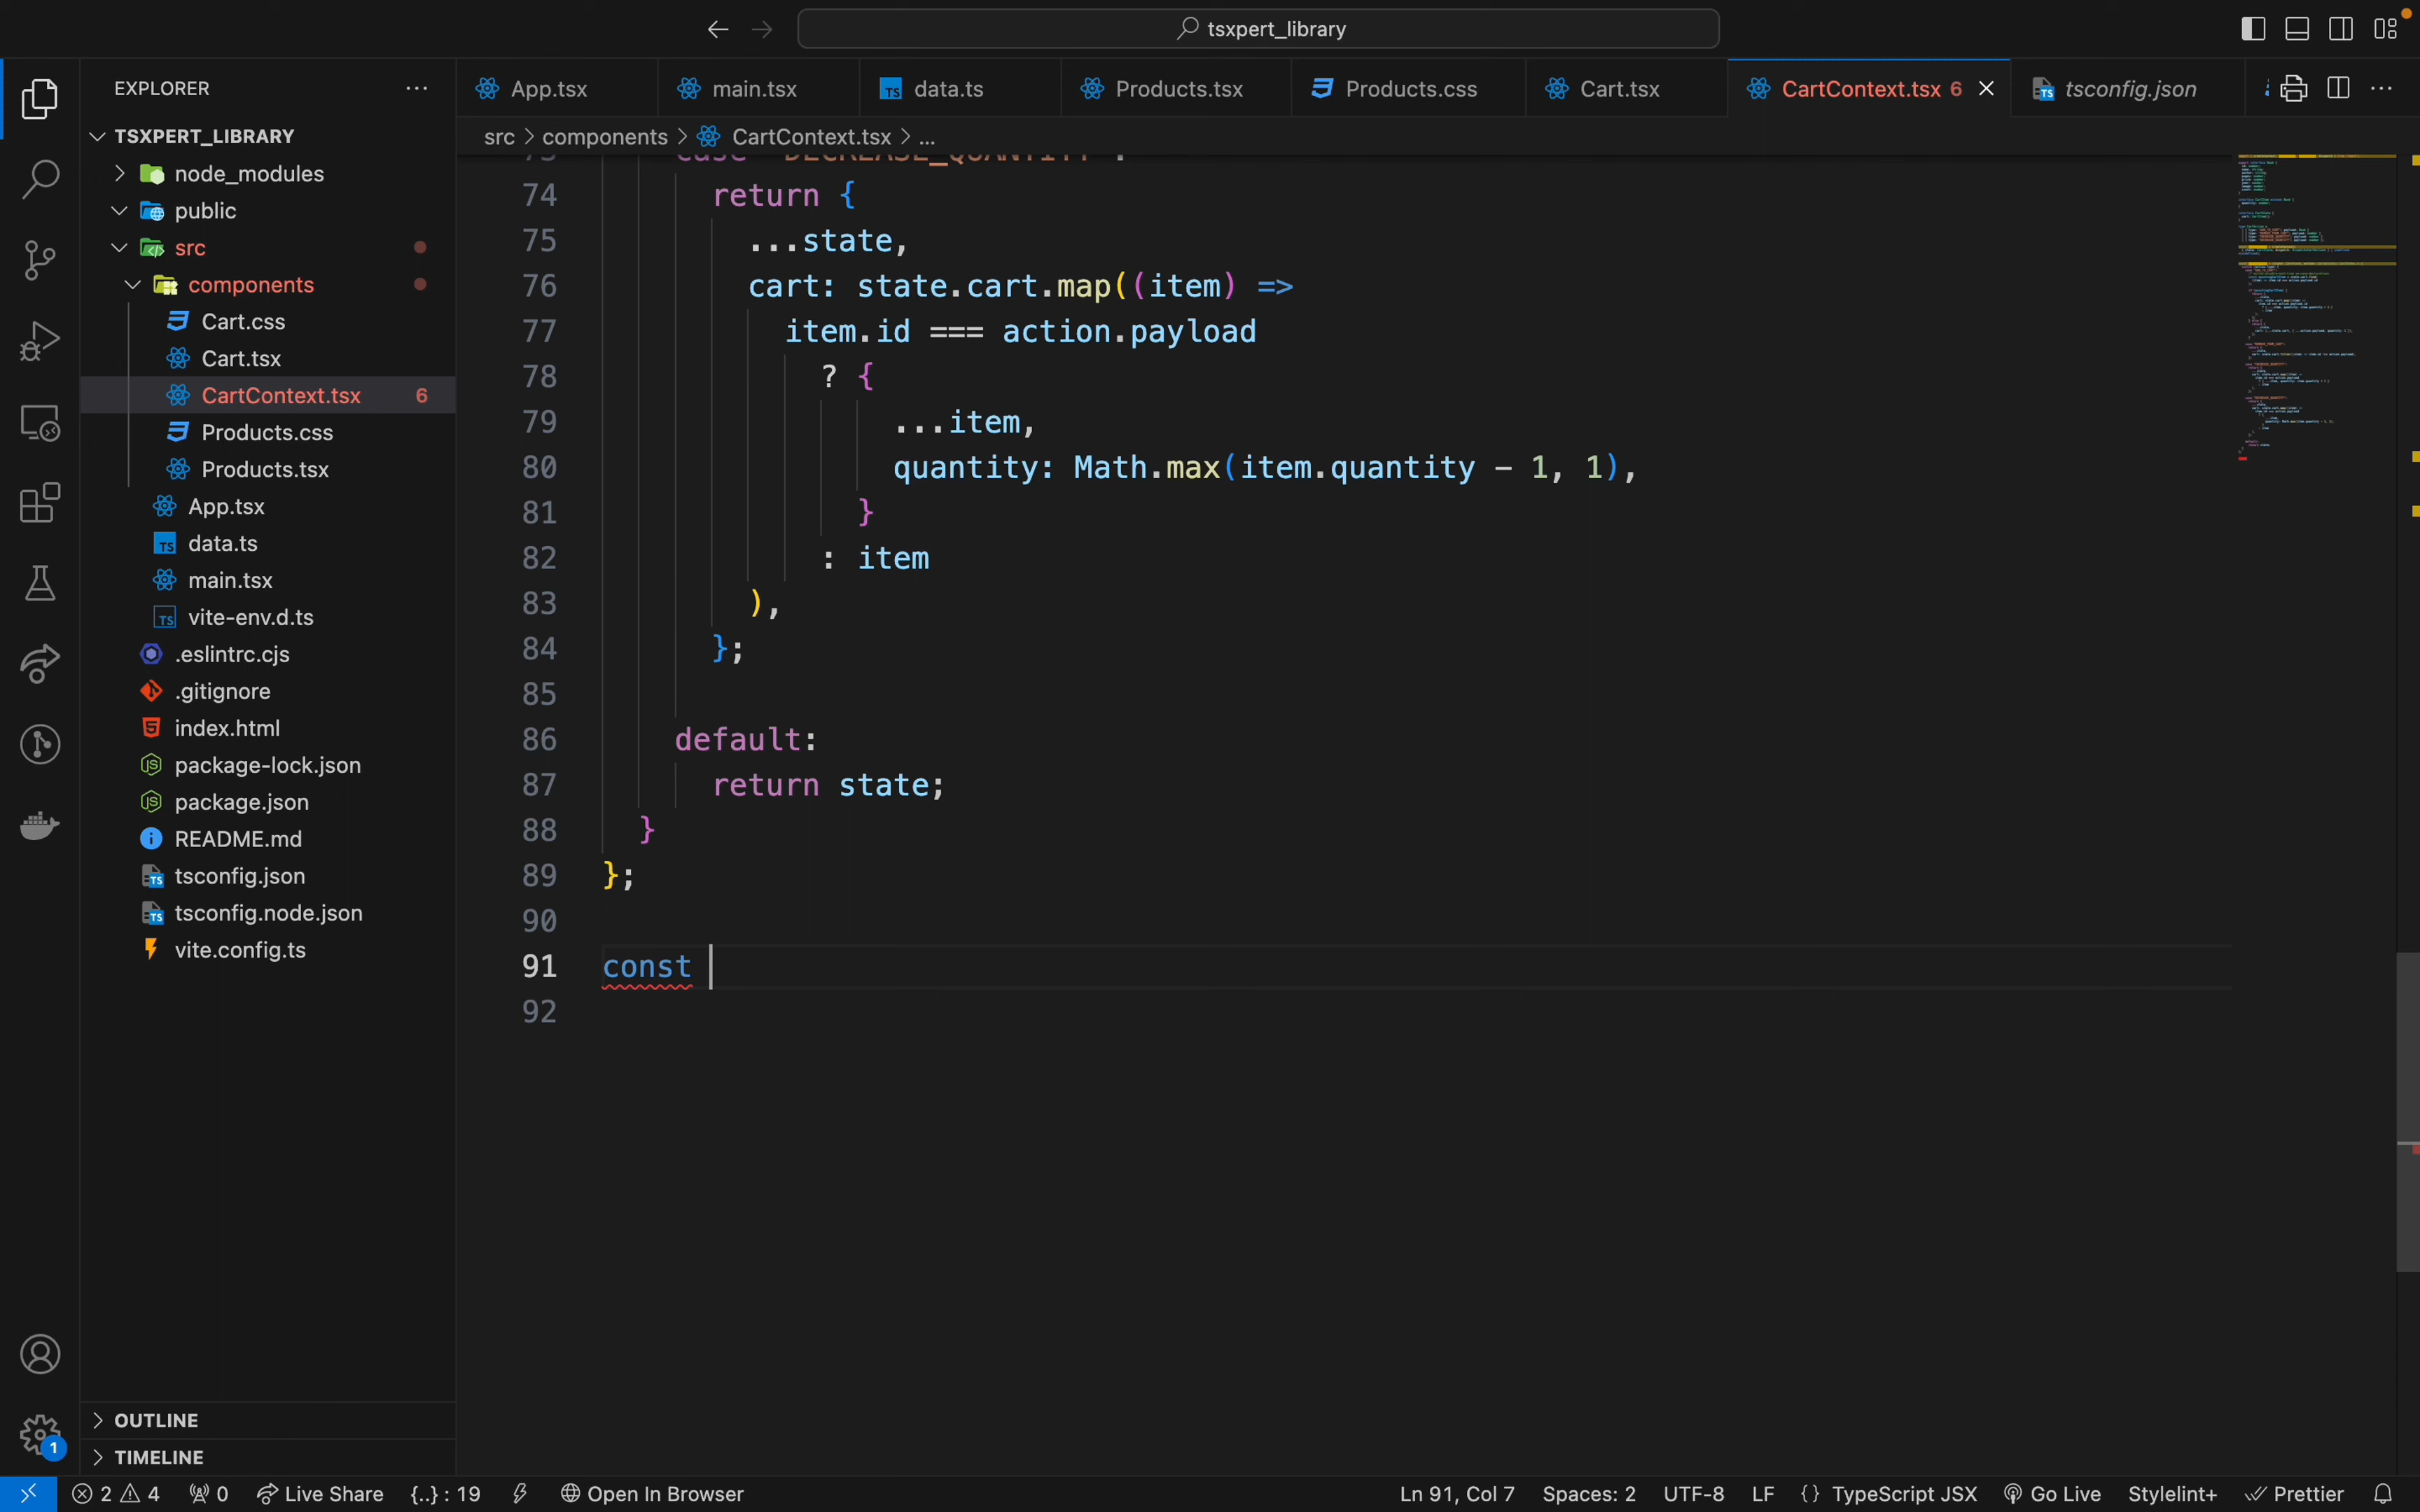 tsxpert_library
EXPLORER
TSXPERT_LIBRARY
node_modules
public
src
components
Cart.css
Cart.tsx
CartContext.tsx 6
Products.css
Products.tsx
App.tsx
data.ts
main.tsx
vite-env.d.ts
.eslintrc.cjs
.gitignore
index.html
package-lock.json
package.json
README.md
tsconfig.json
tsconfig.node.json
vite.config.ts
OUTLINE
TIMELINE
1
App.tsx
main.tsx
data.ts
Products.tsx
Products.css
Cart.tsx
CartContext.tsx 6
tsconfig.json
src > components > CartContext.tsx > ...
74 return {
75 ...state,
76 cart: state.cart.map((item) =>
77 item.id === action.payload
78 ? {
79 ...item,
80 quantity: Math.max(item.quantity - 1, 1),
81 }
82 : item
83 ),
84 };
85
86 default:
87 return state;
88 }
89 };
90
91 const
92
2 4 0 Live Share {..} : 19 Open In Browser
Ln 91, Col 7 Spaces: 2 UTF-8 LF {} TypeScript JSX Go Live Stylelint+ Prettier